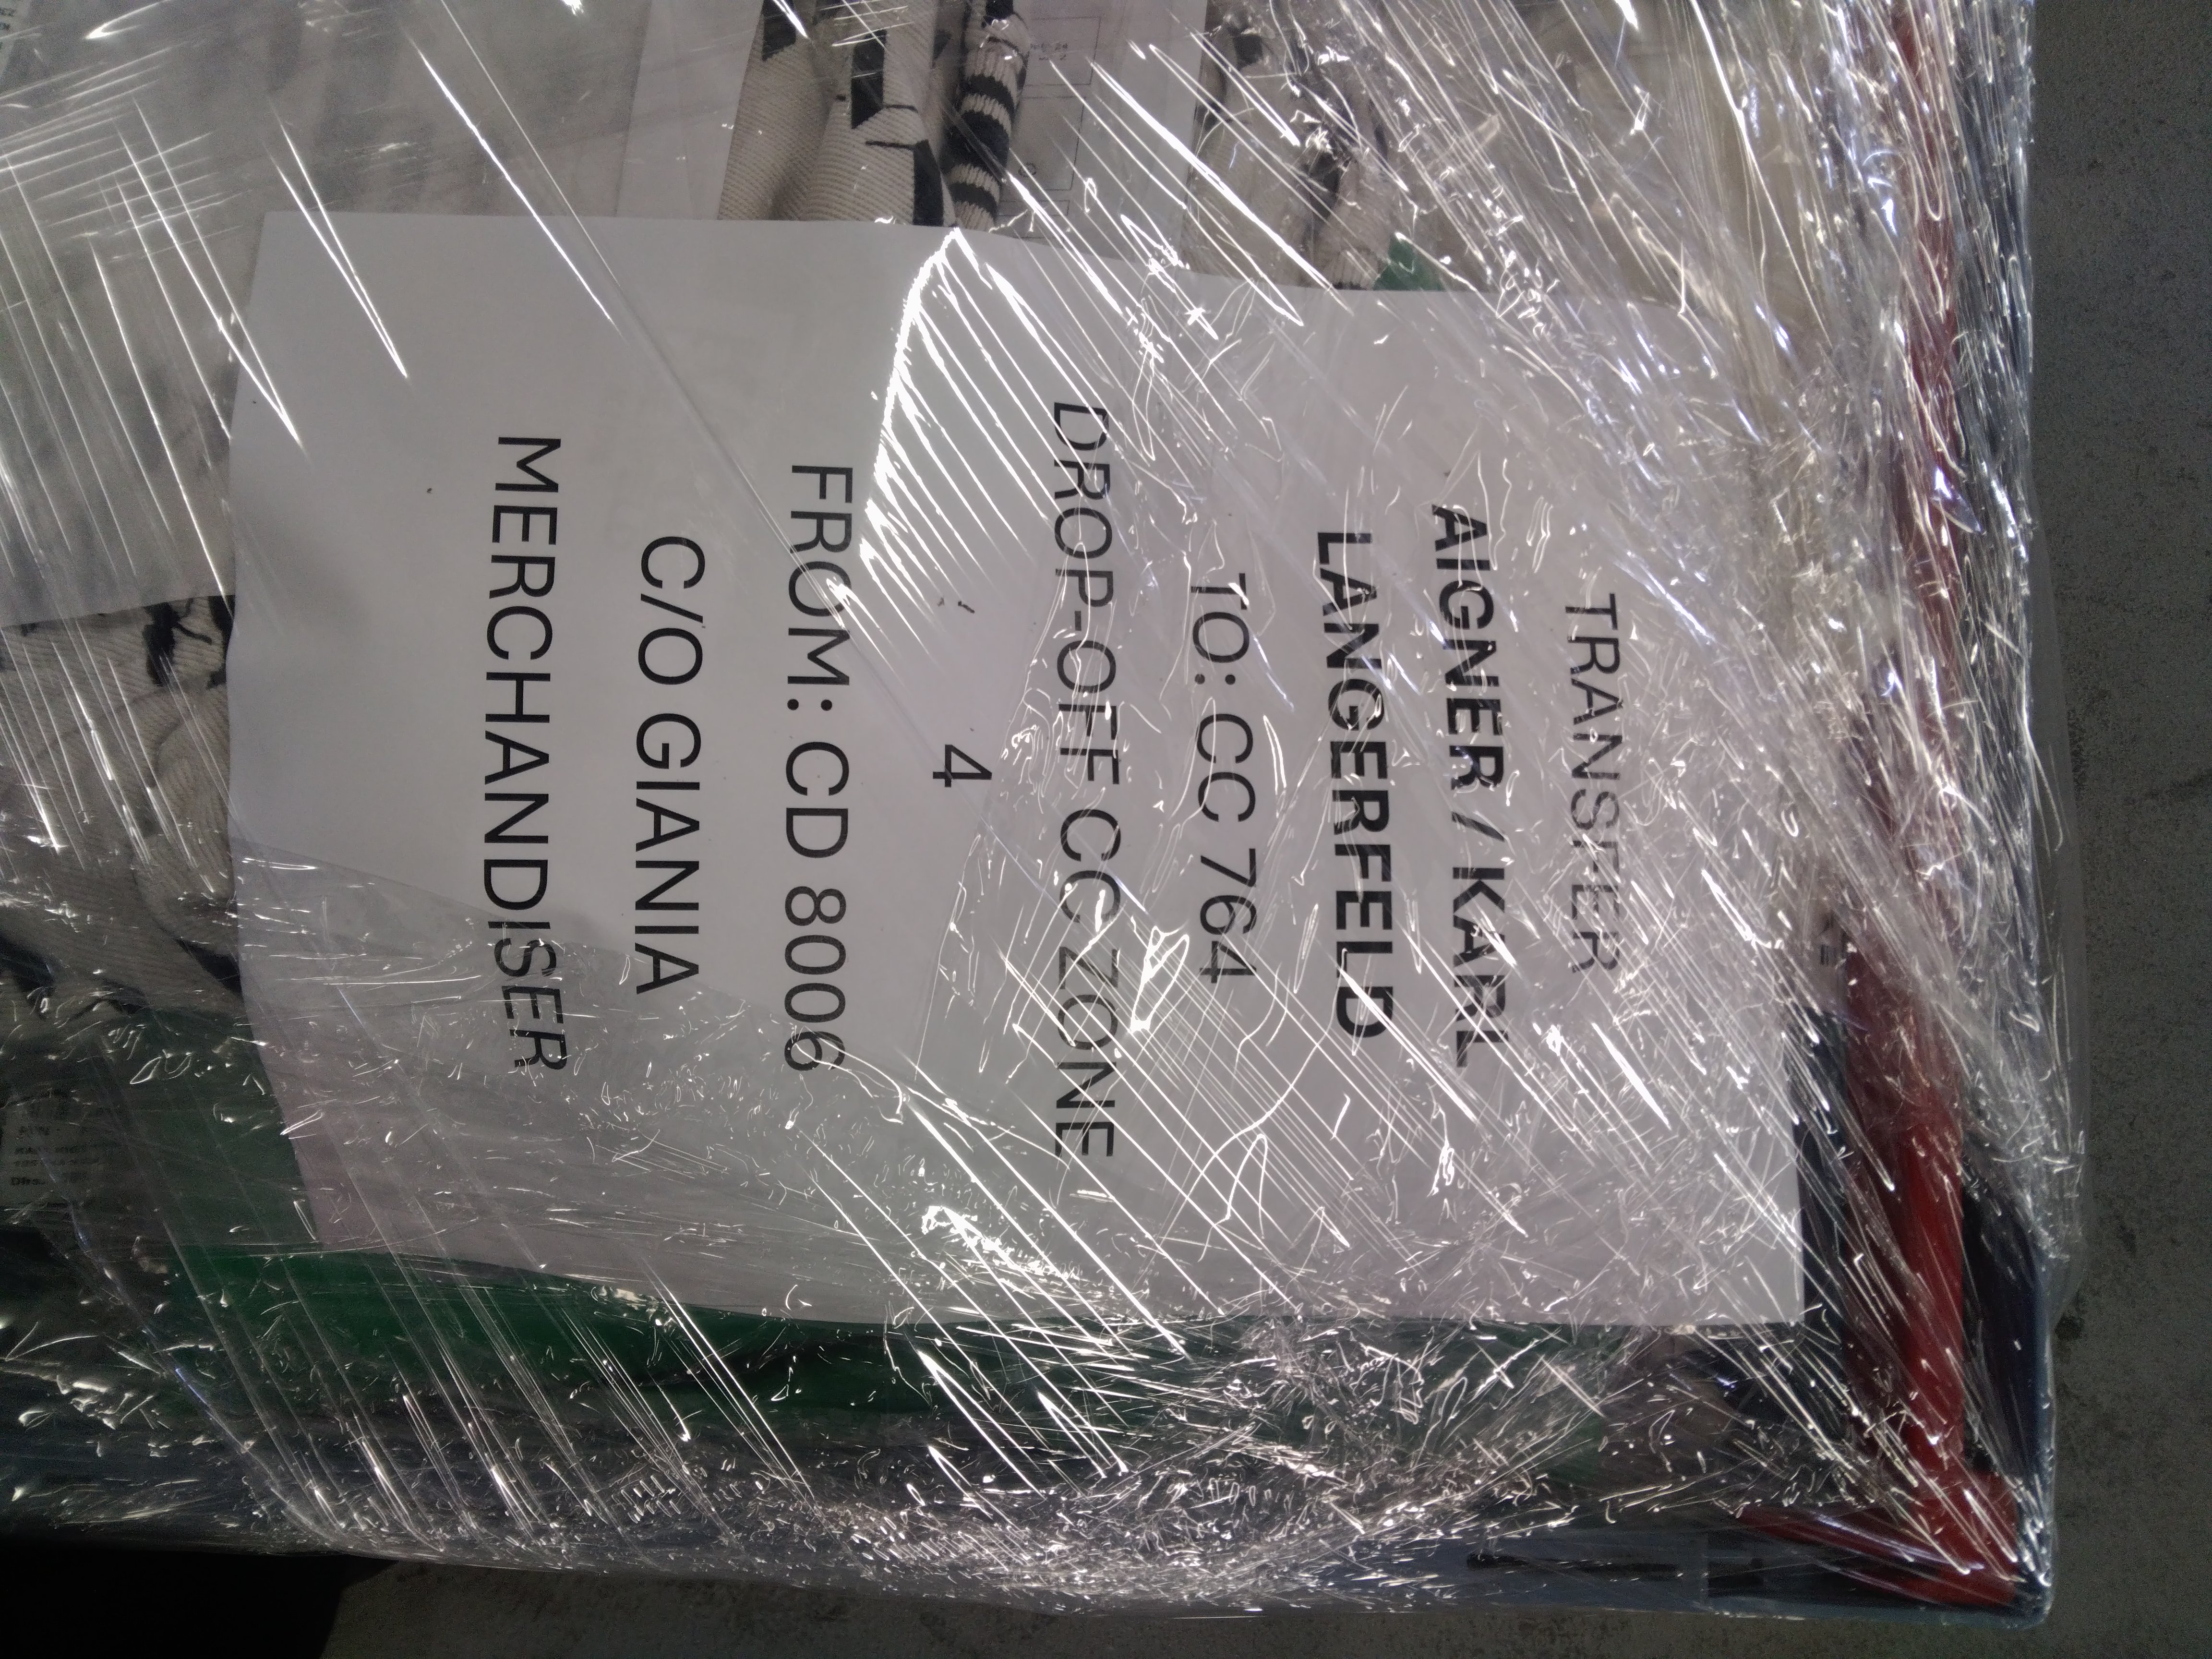 TRANSFER
AIGNER / KARL
LANGERFELD
TO: CC 764
DROP-OFF CC ZONE
4
FROM: CD 8006
C/O GIANIA
MERCHANDISER